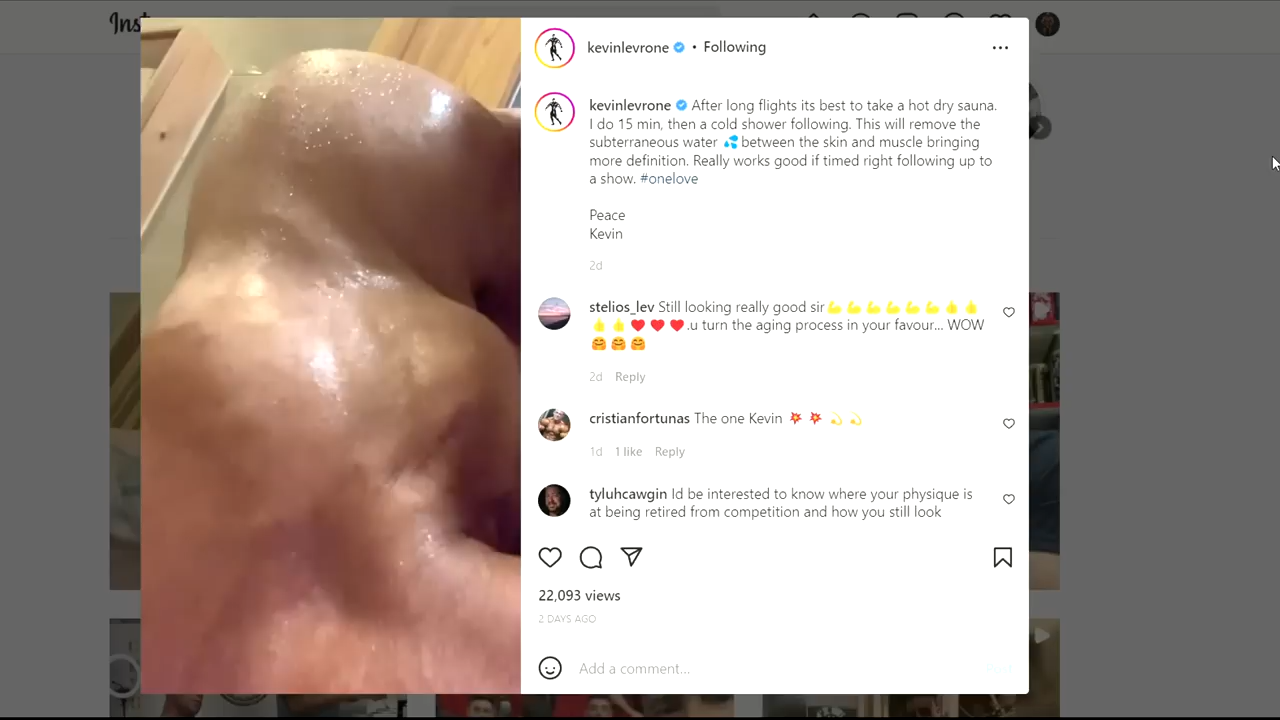 Inst
kevinlevrone • Following
kevinlevrone After long flights its best to take a hot dry sauna.
I do 15 min, then a cold shower following. This will remove the
subterraneous water 💦 between the skin and muscle bringing
more definition. Really works good if timed right following up to
a show. #onelove
Peace
Kevin
2d
stelios_lev Still looking really good sir💪💪💪💪💪💪👍👍
👍👍❤️❤️❤️.u turn the aging process in your favour... WOW
🤗🤗🤗
2d Reply
cristianfortunas The one Kevin 💥💥💫💫
1d 1 like Reply
tyluhcawgin Id be interested to know where your physique is
at being retired from competition and how you still look
22,093 views
2 DAYS AGO
Add a comment... Post